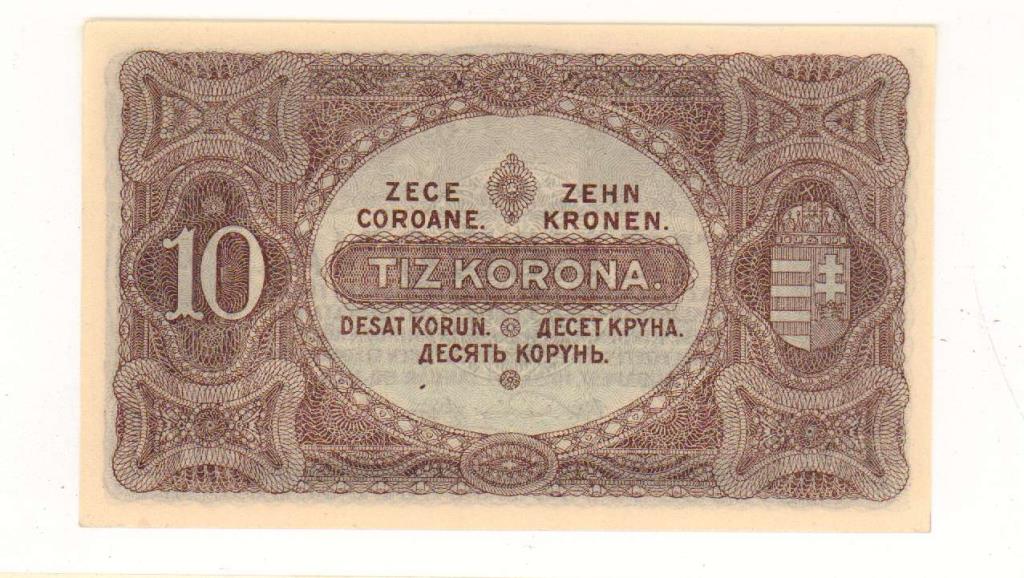 ZECE COROANE.
ZEHN KRONEN.
10
TIZ KORONA.
DESAT KORUN. ДЕСЕТ КРУНА.
ДЕСЯТЬ КОРУНЬ.